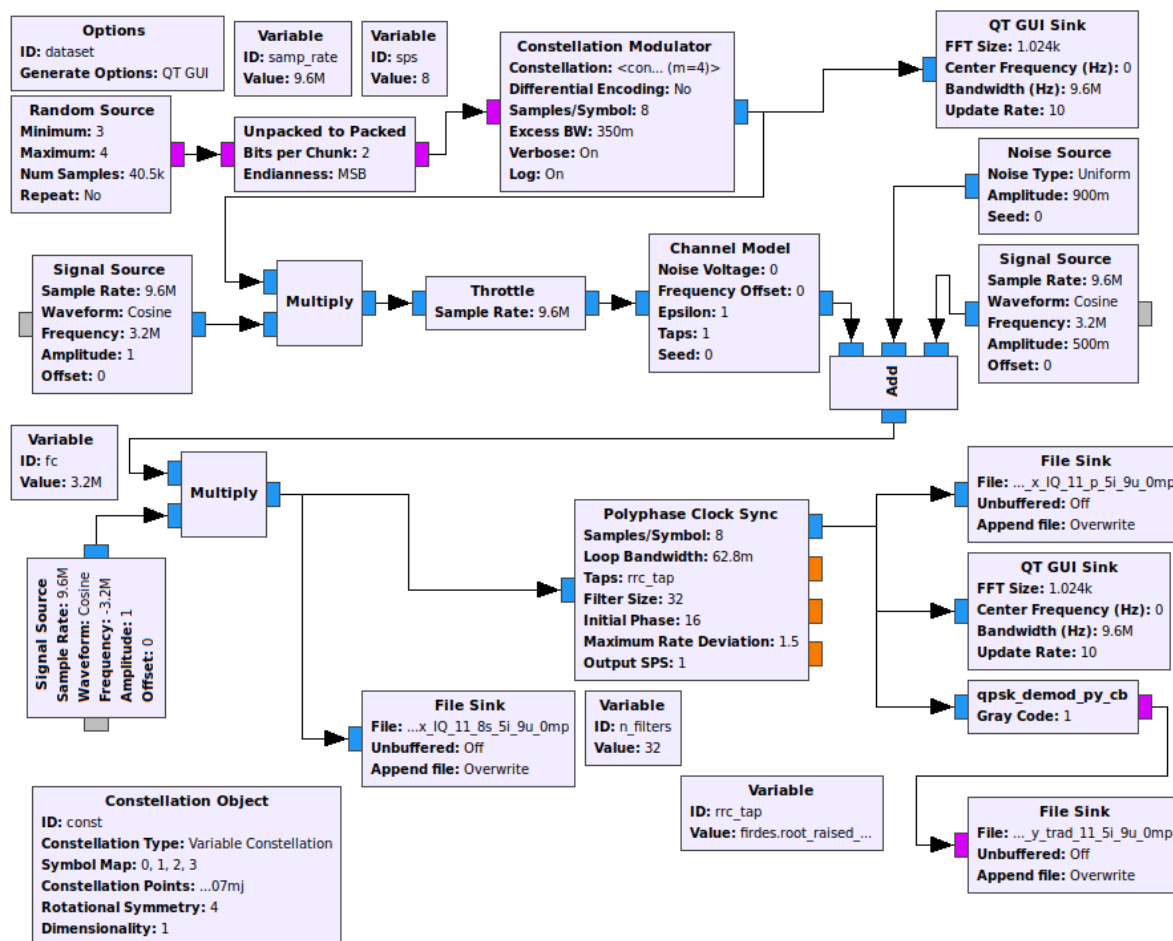 Options
ID: dataset
Generate Options: QT GUI
Variable
ID: samp_rate
Value: 9.6M
Variable
ID: sps
Value: 8
Constellation Modulator
Constellation: <con... (m=4)>
Differential Encoding: No
Samples/Symbol: 8
Excess BW: 350m
Verbose: On
Log: On
QT GUI Sink
FFT Size: 1.024k
Center Frequency (Hz): 0
Bandwidth (Hz): 9.6M
Update Rate: 10
Random Source
Minimum: 3
Maximum: 4
Num Samples: 40.5k
Repeat: No
Unpacked to Packed
Bits per Chunk: 2
Endianness: MSB
Noise Source
Noise Type: Uniform
Amplitude: 900m
Seed: 0
Signal Source
Sample Rate: 9.6M
Waveform: Cosine
Frequency: 3.2M
Amplitude: 1
Offset: 0
Multiply
Throttle
Sample Rate: 9.6M
Channel Model
Noise Voltage: 0
Frequency Offset: 0
Epsilon: 1
Taps: 1
Seed: 0
Signal Source
Sample Rate: 9.6M
Waveform: Cosine
Frequency: 3.2M
Amplitude: 500m
Offset: 0
Add
Variable
ID: fc
Value: 3.2M
Multiply
Signal Source
Sample Rate: 9.6M
Waveform: Cosine
Frequency: -3.2M
Amplitude: 1
Offset: 0
Polyphase Clock Sync
Samples/Symbol: 8
Loop Bandwidth: 62.8m
Taps: rrc_tap
Filter Size: 32
Initial Phase: 16
Maximum Rate Deviation: 1.5
Output SPS: 1
File Sink
File: ..._x_IQ_11_p_5i_9u_0mp
Unbuffered: Off
Append file: Overwrite
QT GUI Sink
FFT Size: 1.024k
Center Frequency (Hz): 0
Bandwidth (Hz): 9.6M
Update Rate: 10
qpsk_demod_py_cb
Gray Code: 1
File Sink
File: ...x_IQ_11_8s_5i_9u_0mp
Unbuffered: Off
Append file: Overwrite
Variable
ID: n_filters
Value: 32
Variable
ID: rrc_tap
Value: firdes.root_raised_...
File Sink
File: ..._y_trad_11_5i_9u_0mp
Unbuffered: Off
Append file: Overwrite
Constellation Object
ID: const
Constellation Type: Variable Constellation
Symbol Map: 0, 1, 2, 3
Constellation Points: ...07mj
Rotational Symmetry: 4
Dimensionality: 1